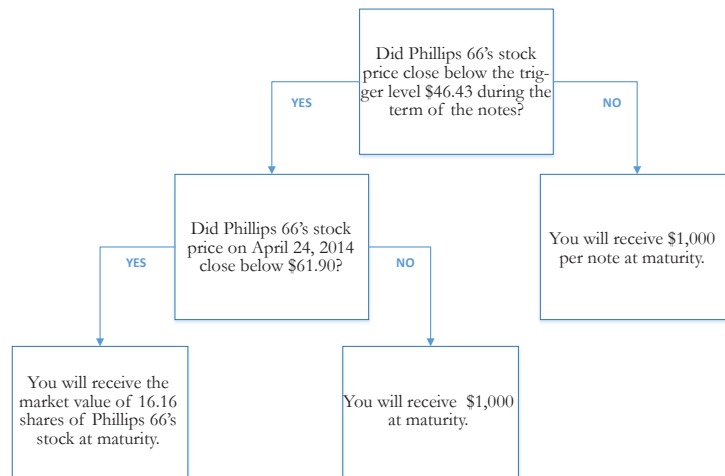 Did Phillips 66's stock
price close below the trig-
ger level $46.43 during the
term of the notes?
YES
NO
Did Phillips 66's stock
price on April 24, 2014
close below $61.90?
You will receive $1,000
per note at maturity.
YES
NO
You will receive the
market value of 16.16
shares of Phillips 66's
stock at maturity.
You will receive  $1,000
at maturity.